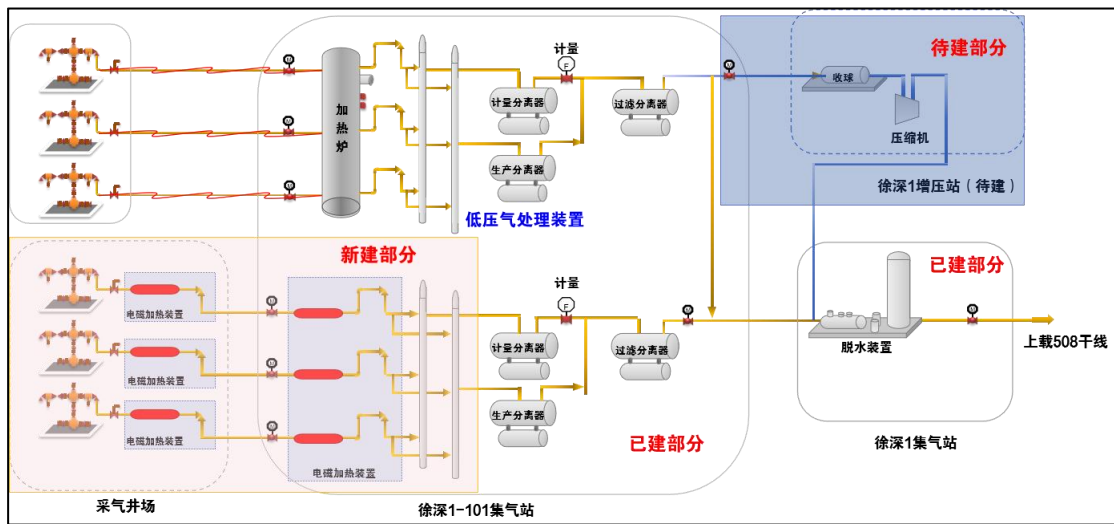 计量
待建部分
收球
加热炉
计量分离器
过滤分离器
压缩机
生产分离器
徐深1增压站（待建）
低压气处理装置
新建部分
已建部分
计量
电磁加热装置
计量分离器
过滤分离器
脱水装置
上载508干线
电磁加热装置
生产分离器
电磁加热装置
已建部分
徐深1集气站
电磁加热装置
采气井场
徐深1-101集气站
F
F